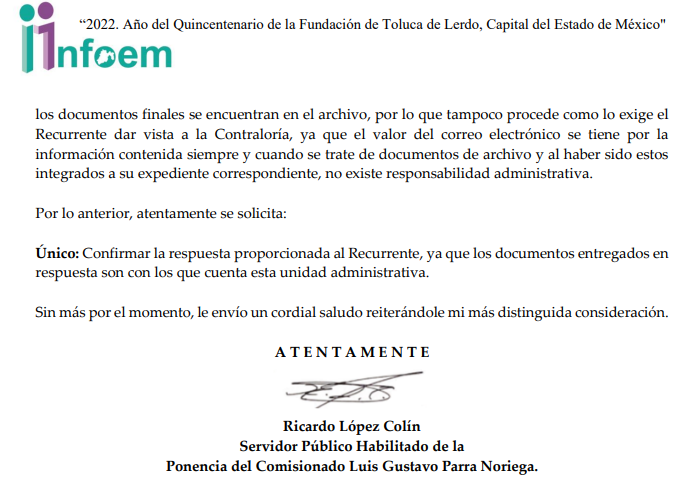 “2022. Año del Quincentenario de la Fundación de Toluca de Lerdo, Capital del Estado de México"
infoem
los documentos finales se encuentran en el archivo, por lo que tampoco procede como lo exige el
Recurrente dar vista a la Contraloría, ya que el valor del correo electrónico se tiene por la
información contenida siempre y cuando se trate de documentos de archivo y al haber sido estos
integrados a su expediente correspondiente, no existe responsabilidad administrativa.
Por lo anterior, atentamente se solicita:
Único: Confirmar la respuesta proporcionada al Recurrente, ya que los documentos entregados en
respuesta son con los que cuenta esta unidad administrativa.
Sin más por el momento, le envío un cordial saludo reiterándole mi más distinguida consideración.
A T E N T A M E N T E
Ricardo López Colín
Servidor Público Habilitado de la
Ponencia del Comisionado Luis Gustavo Parra Noriega.